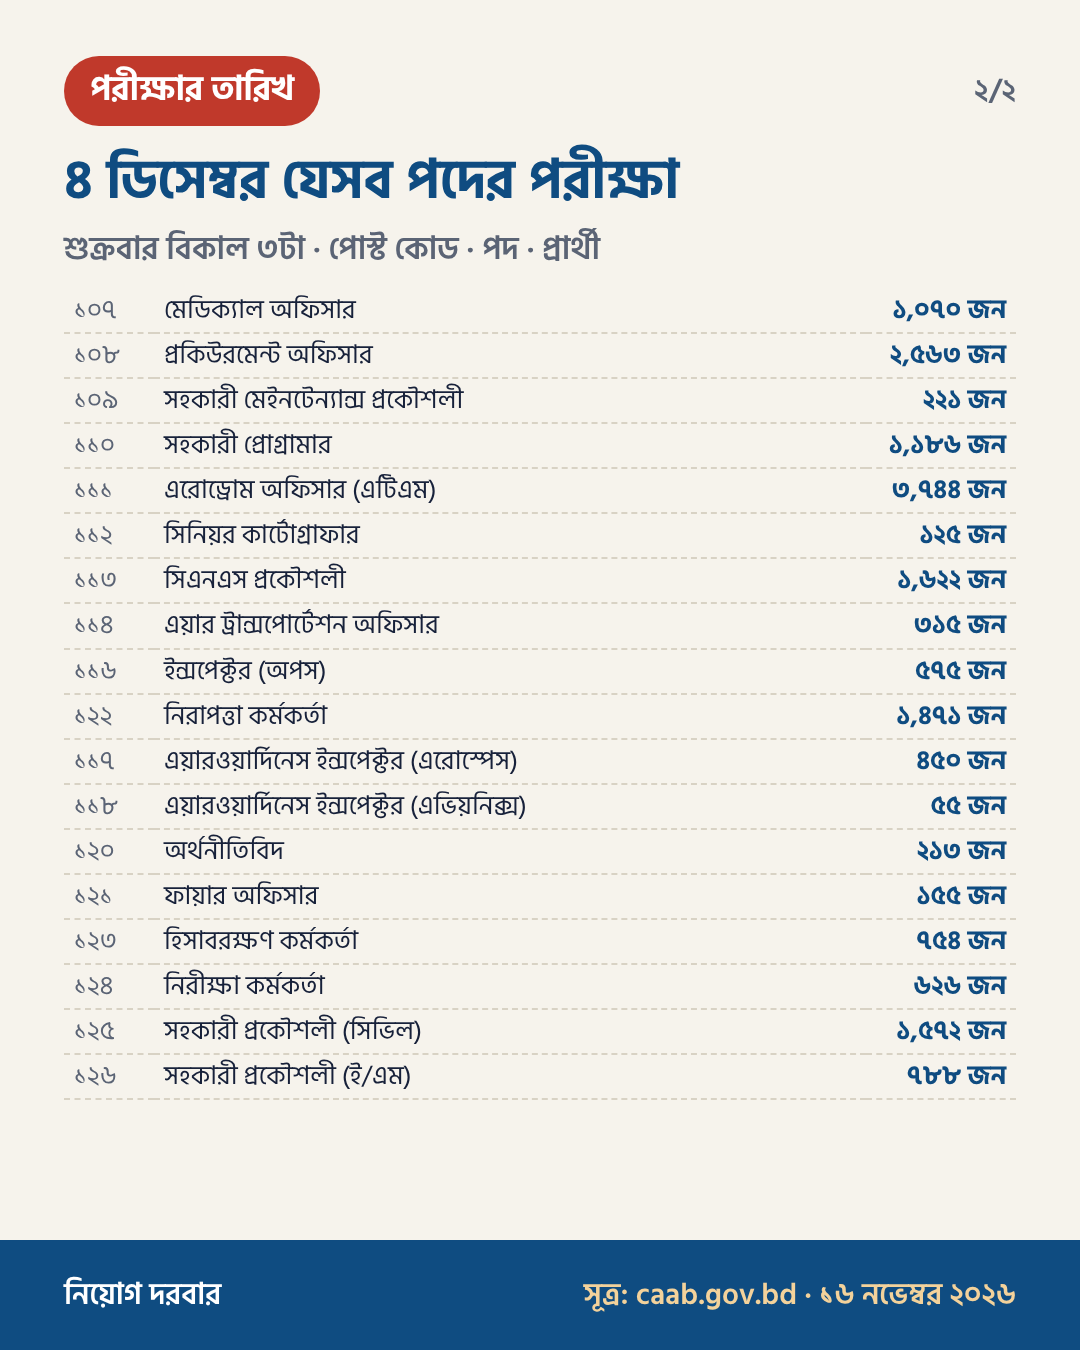 পরীক্ষার তারিখ
২/২
৪ ডিসেম্বর যেসব পদের পরীক্ষা
শুক্রবার বিকাল ৩টা · পোস্ট কোড · পদ · প্রার্থী
১০৭ মেডিক্যাল অফিসার ১,০৭০ জন
১০৮ প্রকিউরমেন্ট অফিসার ২,৫৬৩ জন
১০৯ সহকারী মেইনটেন্যান্স প্রকৌশলী ২২১ জন
১১০ সহকারী প্রোগ্রামার ১,১৮৬ জন
১১১ এরোড্রোম অফিসার (এটিএম) ৩,৭৪৪ জন
১১২ সিনিয়র কার্টোগ্রাফার ১২৫ জন
১১৩ সিএনএস প্রকৌশলী ১,৬২২ জন
১১৪ এয়ার ট্রান্সপোর্টেশন অফিসার ৩১৫ জন
১১৬ ইন্সপেক্টর (অপস) ৫৭৫ জন
১২২ নিরাপত্তা কর্মকর্তা ১,৪৭১ জন
১১৭ এয়ারওয়ার্দিনেস ইন্সপেক্টর (এরোস্পেস) ৪৫০ জন
১১৮ এয়ারওয়ার্দিনেস ইন্সপেক্টর (এভিয়নিক্স) ৫৫ জন
১২০ অর্থনীতিবিদ ২১৩ জন
১২১ ফায়ার অফিসার ১৫৫ জন
১২৩ হিসাবরক্ষণ কর্মকর্তা ৭৫৪ জন
১২৪ নিরীক্ষা কর্মকর্তা ৬২৬ জন
১২৫ সহকারী প্রকৌশলী (সিভিল) ১,৫৭২ জন
১২৬ সহকারী প্রকৌশলী (ই/এম) ৭৮৮ জন
নিয়োগ দরবার
সূত্র: caab.gov.bd · ১৬ নভেম্বর ২০২৬